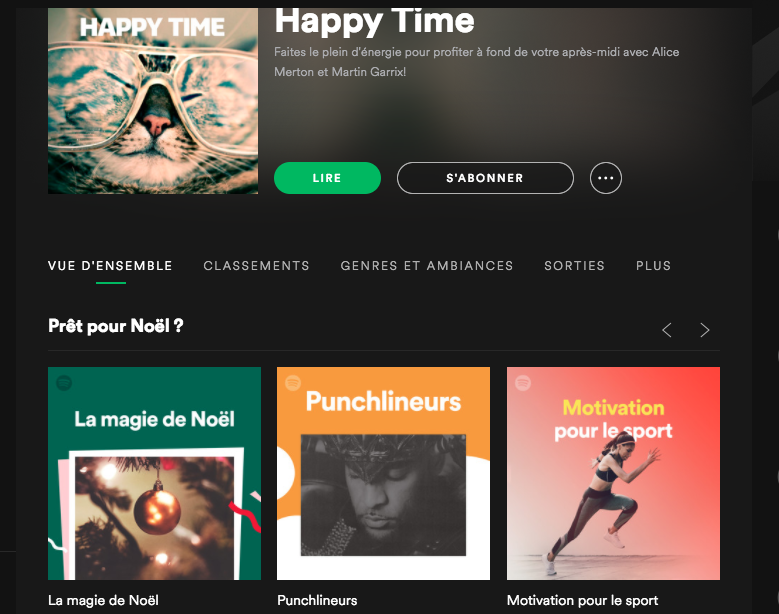 HAPPY TIME
Happy Time
Faites le plein d'énergie pour profiter à fond de votre après-midi avec Alice
Merton et Martin Garrix!
LIRE
S'ABONNER
VUE D'ENSEMBLE
CLASSEMENTS
GENRES ET AMBIANCES
SORTIES
PLUS
Prêt pour Noël ?
La magie de Noël
Punchlineurs
Motivation
pour le sport
La magie de Noël
Punchlineurs
Motivation pour le sport